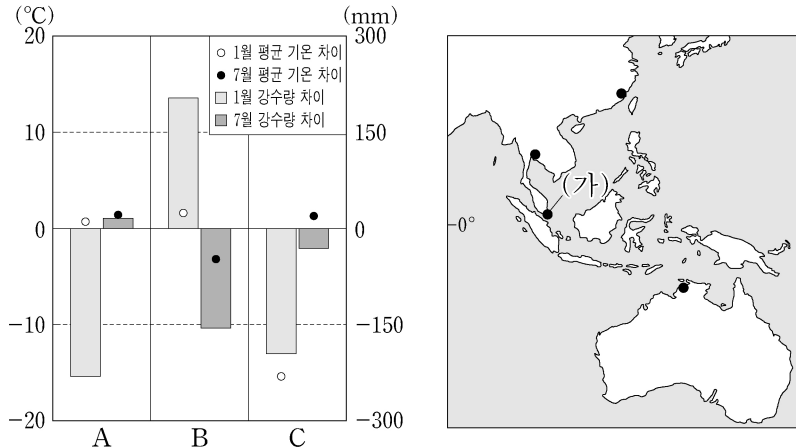 (℃)
(mm)
20
10
0
−10
−20
300
150
0
−150
−300
1월 평균 기온 차이
7월 평균 기온 차이
1월 강수량 차이
7월 강수량 차이
A
B
C
(가)
0°